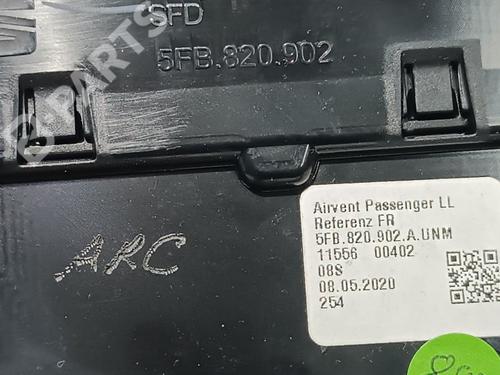 SFD
5FB.820.902
B PARTS
ARC
Airvent Passenger LL
Referenz FR
5FB.820.902.A.UNM
11556 00402
08S
08.05.2020
254